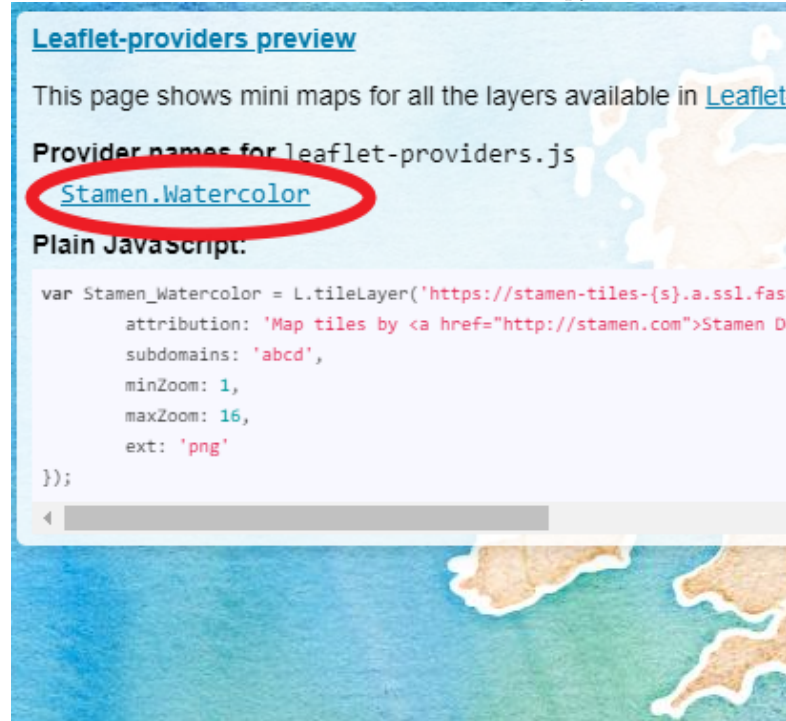 Leaflet-providers preview
This page shows mini maps for all the layers available in Leaflet
Provider names for leaflet-providers.js
Stamen.Watercolor
Plain JavaScript:
var Stamen_Watercolor = L.tileLayer('https://stamen-tiles-{s}.a.ssl.fas
attribution: 'Map tiles by <a href="http://stamen.com">Stamen D
subdomains: 'abcd',
minZoom: 1,
maxZoom: 16,
ext: 'png'
});